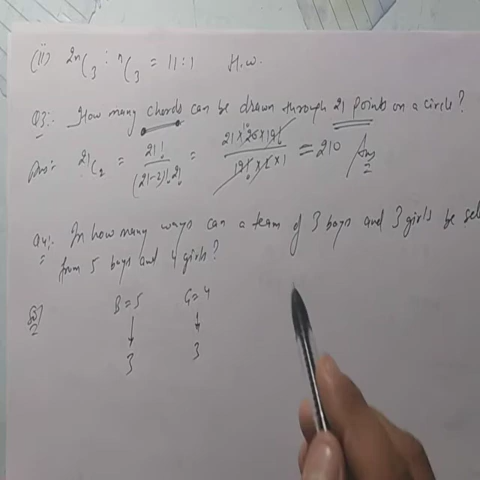 (ii) 2nC3 : nC3 = 11:1 H.W.
Q3:- How many chords can be drawn through 21 points on a circle?
21C2 = 21! / (21-2)! 2! = 21×20×19! / 19!×2×1 = 210 Ans
Q4:- In how many ways can a team of 3 boys and 3 girls be sel
from 5 boys and 4 girls?
B=5 G=4
3 3